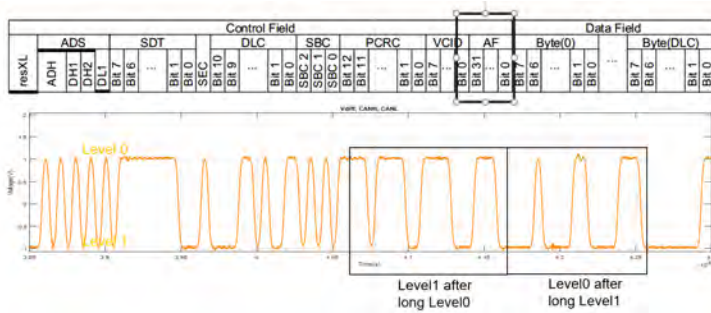 Control Field Data Field
ADS SDT DLC SBC PCRC VCID AF Byte(0) ... Byte(DLC)
resXL ADH DH1 DH2 DL1 Bit 7 Bit 6 ... Bit 1 Bit 0 SEC Bit 10 Bit 9 ... Bit 1 Bit 0 SBC 2 SBC 1 SBC 0 Bit 12 Bit 11 ... Bit 1 Bit 0 Bit 7 ... Bit 0 Bit 31 ... Bit 0 Bit 7 Bit 6 Bit 1 Bit 0 ... Bit 7 Bit 6 ... Bit 1 Bit 0
Level 0
Level 1
Time(s)
Level1 after
long Level0
Level0 after
long Level1